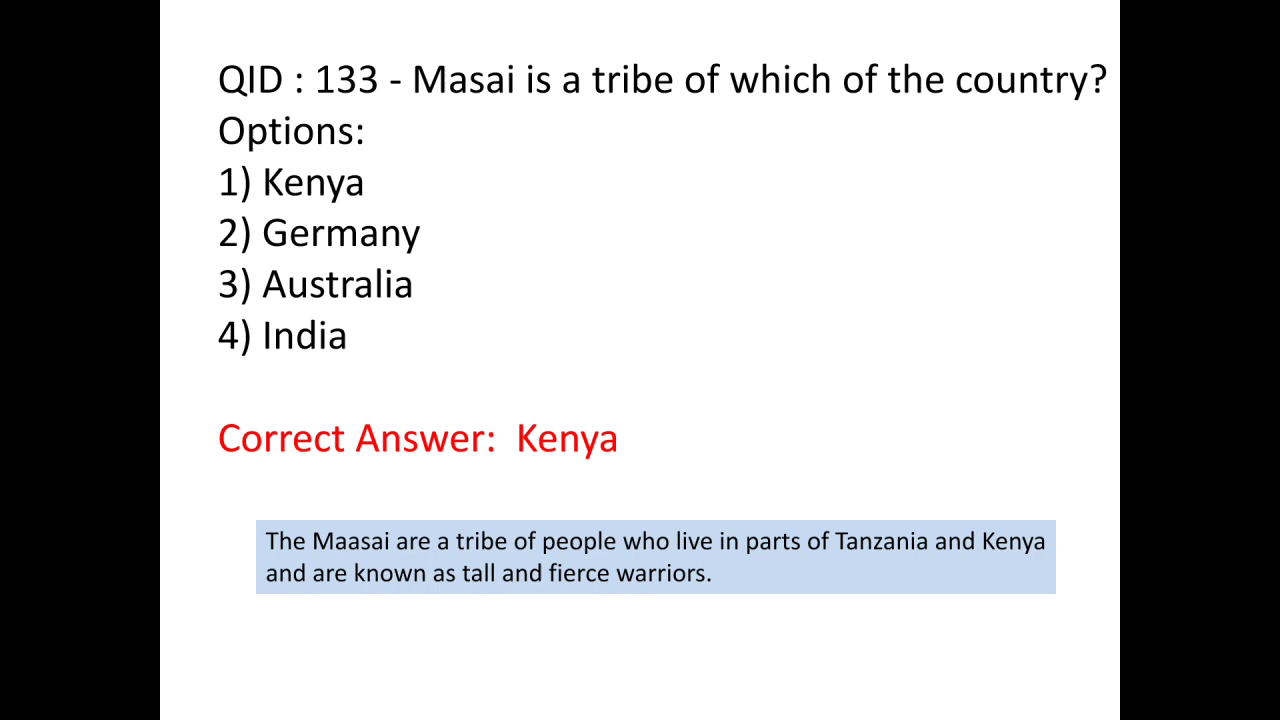 QID : 133 - Masai is a tribe of which of the country?
Options:
1) Kenya
2) Germany
3) Australia
4) India
Correct Answer:  Kenya
The Maasai are a tribe of people who live in parts of Tanzania and Kenya
and are known as tall and fierce warriors.